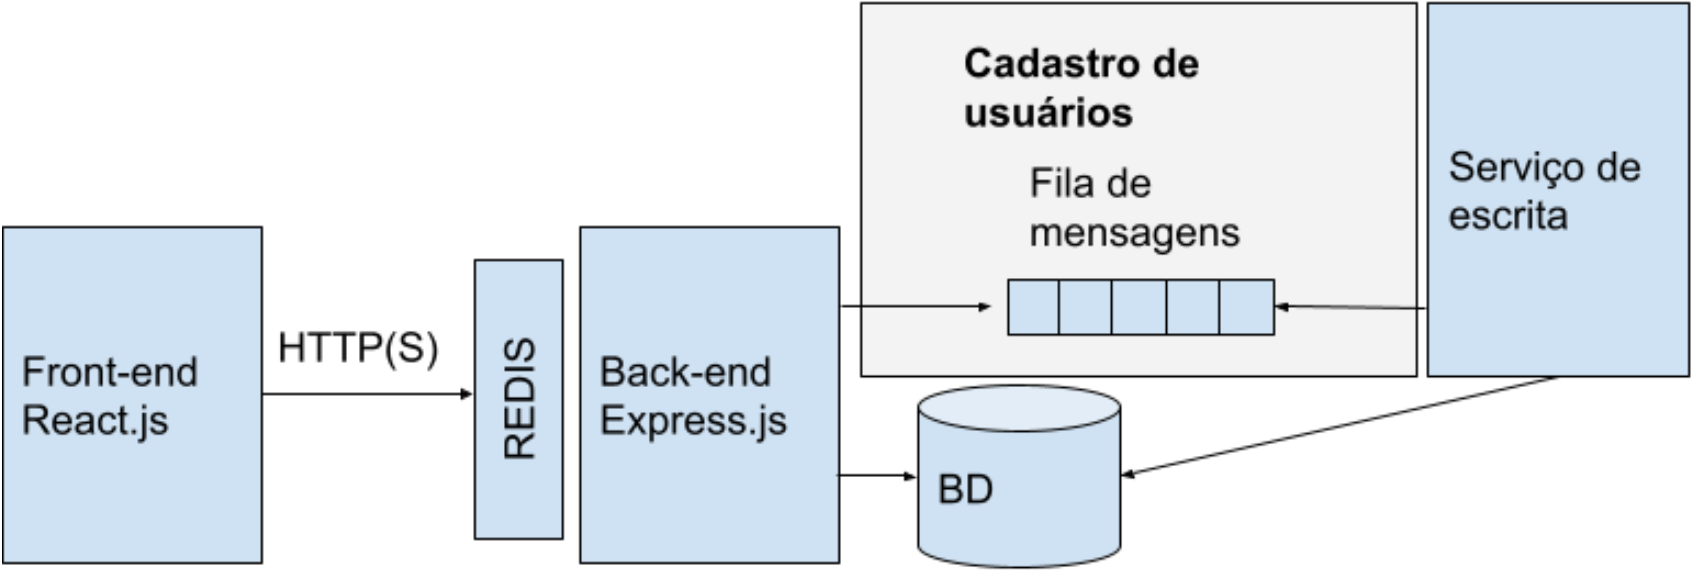 Front-end
React.js
HTTP(S)
REDIS
Back-end
Express.js
Cadastro de
usuários
Fila de
mensagens
BD
Serviço de
escrita